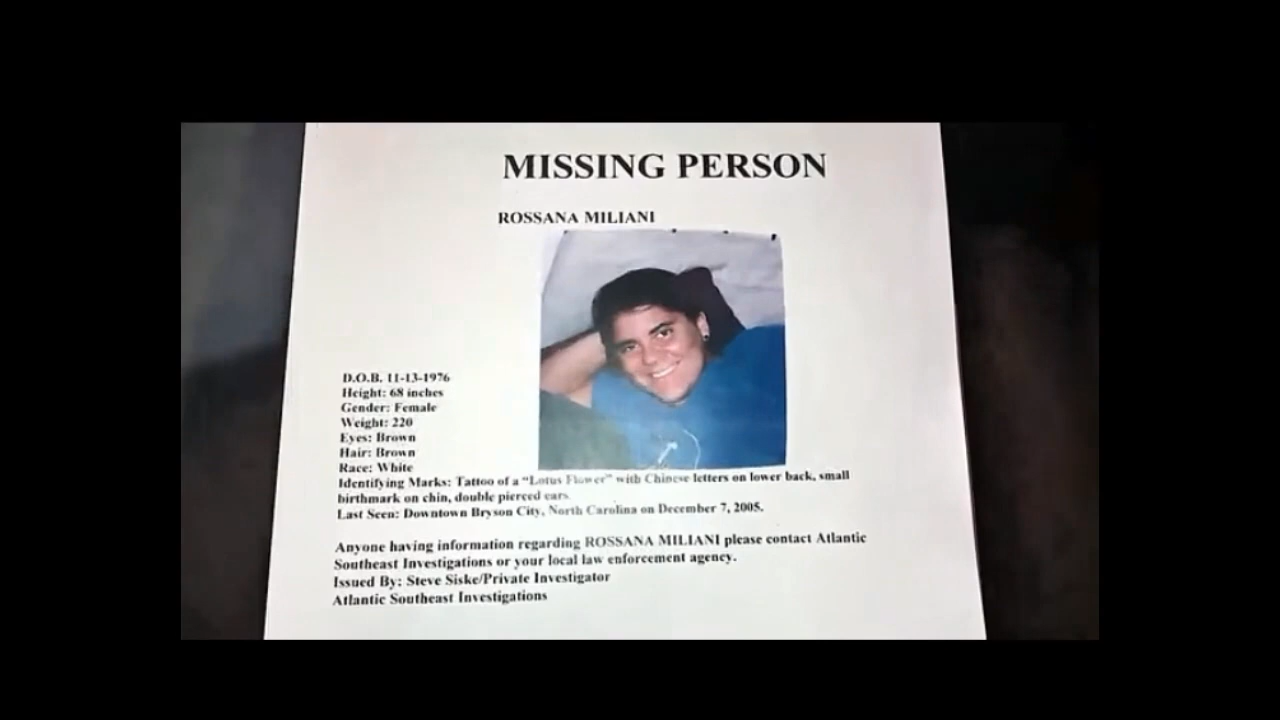 MISSING PERSON
ROSSANA MILIANI
D.O.B. 11-13-1976
Height: 68 inches
Gender: Female
Weight: 220
Eyes: Brown
Hair: Brown
Race: White
Identifying Marks: Tattoo of a “Lotus Flower” with Chinese letters on lower back, small
birthmark on chin, double pierced ears
Last Seen: Downtown Bryson City, North Carolina on December 7, 2005.
Anyone having information regarding ROSSANA MILIANI please contact Atlantic
Southeast Investigations or your local law enforcement agency.
Issued By: Steve Siske/Private Investigator
Atlantic Southeast Investigations